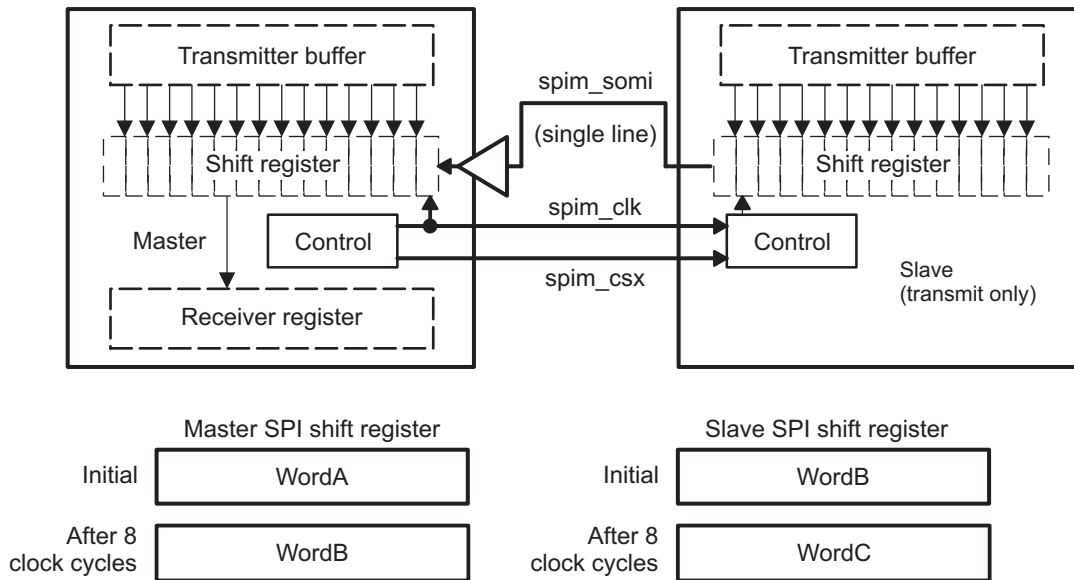 Transmitter buffer
Transmitter buffer
spim_somi
(single line)
Shift register
Shift register
spim_clk
Master
Control
Control
spim_csx
Slave
(transmit only)
Receiver register
Master SPI shift register
Slave SPI shift register
Initial
WordA
Initial
WordB
After 8
clock cycles
WordB
After 8
clock cycles
WordC